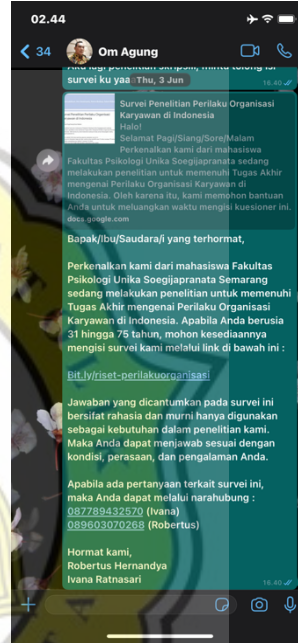 02.44
34
Om Agung
survei ku yaa
Thu, 3 Jun
16.40
Survei Penelitian Perilaku Organisasi
Karyawan di Indonesia
Halo!
Selamat Pagi/Siang/Sore/Malam
Perkenalkan kami dari mahasiswa
Fakultas Psikologi Unika Soegijapranata sedang
melakukan penelitian untuk memenuhi Tugas Akhir
mengenai Perilaku Organisasi Karyawan di
Indonesia. Oleh karena itu, kami memohon bantuan
Anda untuk meluangkan waktu mengisi kuesioner ini.
docs.google.com
Bapak/Ibu/Saudara/i yang terhormat,
Perkenalkan kami dari mahasiswa Fakultas
Psikologi Unika Soegijapranata Semarang
sedang melakukan penelitian untuk memenuhi
Tugas Akhir mengenai Perilaku Organisasi
Karyawan di Indonesia. Apabila Anda berusia
31 hingga 75 tahun, mohon kesediaannya
mengisi survei kami melalui link di bawah ini :
Bit.ly/riset-perilakuorganisasi
Jawaban yang dicantumkan pada survei ini
bersifat rahasia dan murni hanya digunakan
sebagai kebutuhan dalam penelitian kami.
Maka Anda dapat menjawab sesuai dengan
kondisi, perasaan, dan pengalaman Anda.
Apabila ada pertanyaan terkait survei ini,
maka Anda dapat melalui narahubung :
087789432570 (Ivana)
089603070268 (Robertus)
Hormat kami,
Robertus Hernandya
Ivana Ratnasari
16.40